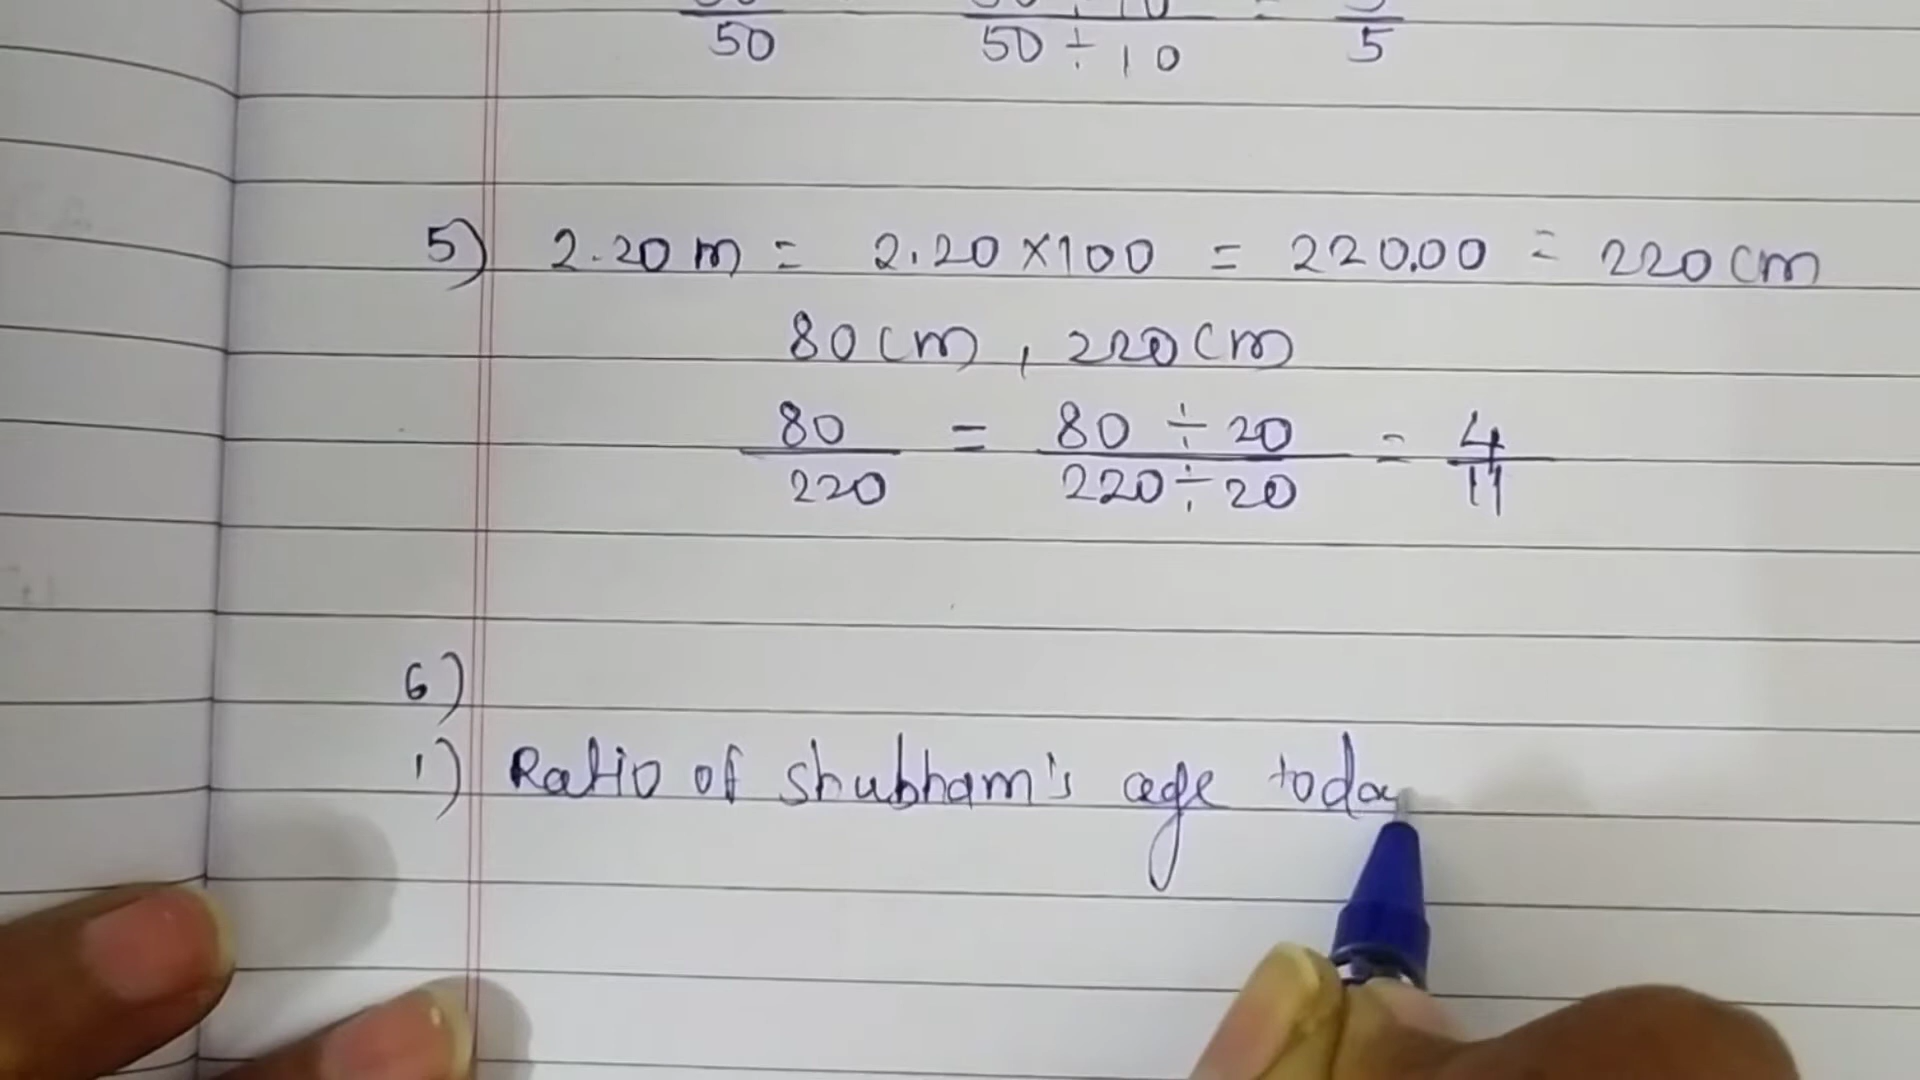 50 50 ÷ 10 5
5) 2.20 m = 2.20 × 100 = 220.00 = 220 cm
80 cm , 220 cm
80 = 80 ÷ 20 = 4
220 220 ÷ 20 11
6)
1) Ratio of Shubham's age today